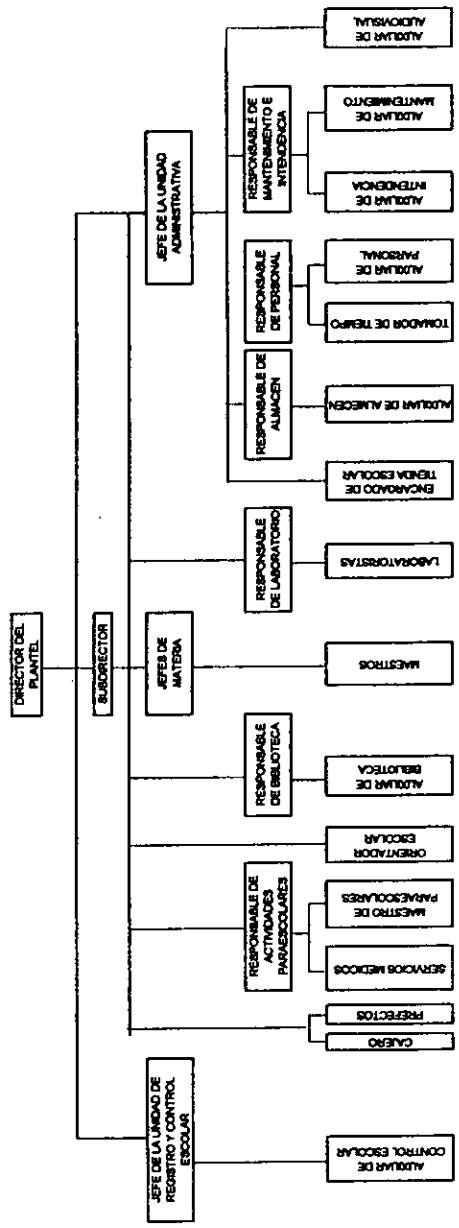 DIRECTOR DEL
PLANTEL
SUBDIRECTOR
JEFE DE LA UNIDAD DE
REGISTRO Y CONTROL
ESCOLAR
JEFES DE
MATERIA
JEFE DE LA UNIDAD
ADMINISTRATIVA
RESPONSABLE DE
ACTIVIDADES
PARAESCOLARES
RESPONSABLE
DE BIBLIOTECA
RESPONSABLE
DE LABORATORIO
RESPONSABLE DE
ALMACEN
RESPONSABLE
DE PERSONAL
RESPONSABLE DE
MANTENIMIENTO E
INTENDENCIA
AUXILIAR DE
CONTROL ESCOLAR
CAJERO
PREFECTOS
SERVICIOS MEDICOS
MAESTRO DE
PARAESCOLARES
ORIENTADOR
ESCOLAR
AUXILIAR DE
BIBLIOTECA
MAESTROS
LABORATORISTAS
ENCARGADO DE
TIENDA ESCOLAR
AUXILIAR DE ALMECEN
TOMADOR DE TIEMPO
AUXILIAR DE
PARSONAL
AUXILIAR DE
INTENDENCIA
AUXILIAR DE
MANTENIMIENTO
AUXILIAR DE
AUDIOVISUAL